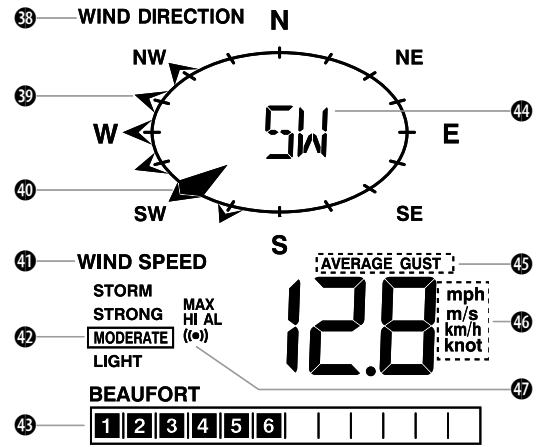 38 WIND DIRECTION
N
NW NE
39
44
W SW E
40
SW SE
S
41 WIND SPEED
AVERAGE GUST 45
STORM
STRONG
MODERATE
LIGHT
42
MAX
HI AL
12.8
mph
m/s
km/h
knot
46
47
BEAUFORT
43 1 2 3 4 5 6